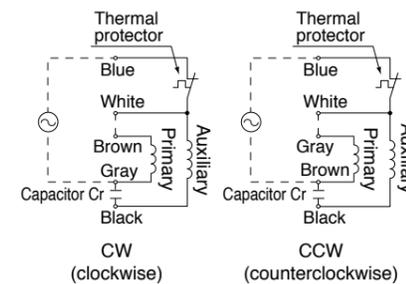 Thermal
protector
Blue
White
Brown
Gray
Primary
Auxiliary
Capacitor Cr
Black
CW
(clockwise)
Thermal
protector
Blue
White
Gray
Brown
Primary
Auxiliary
Capacitor Cr
Black
CCW
(counterclockwise)